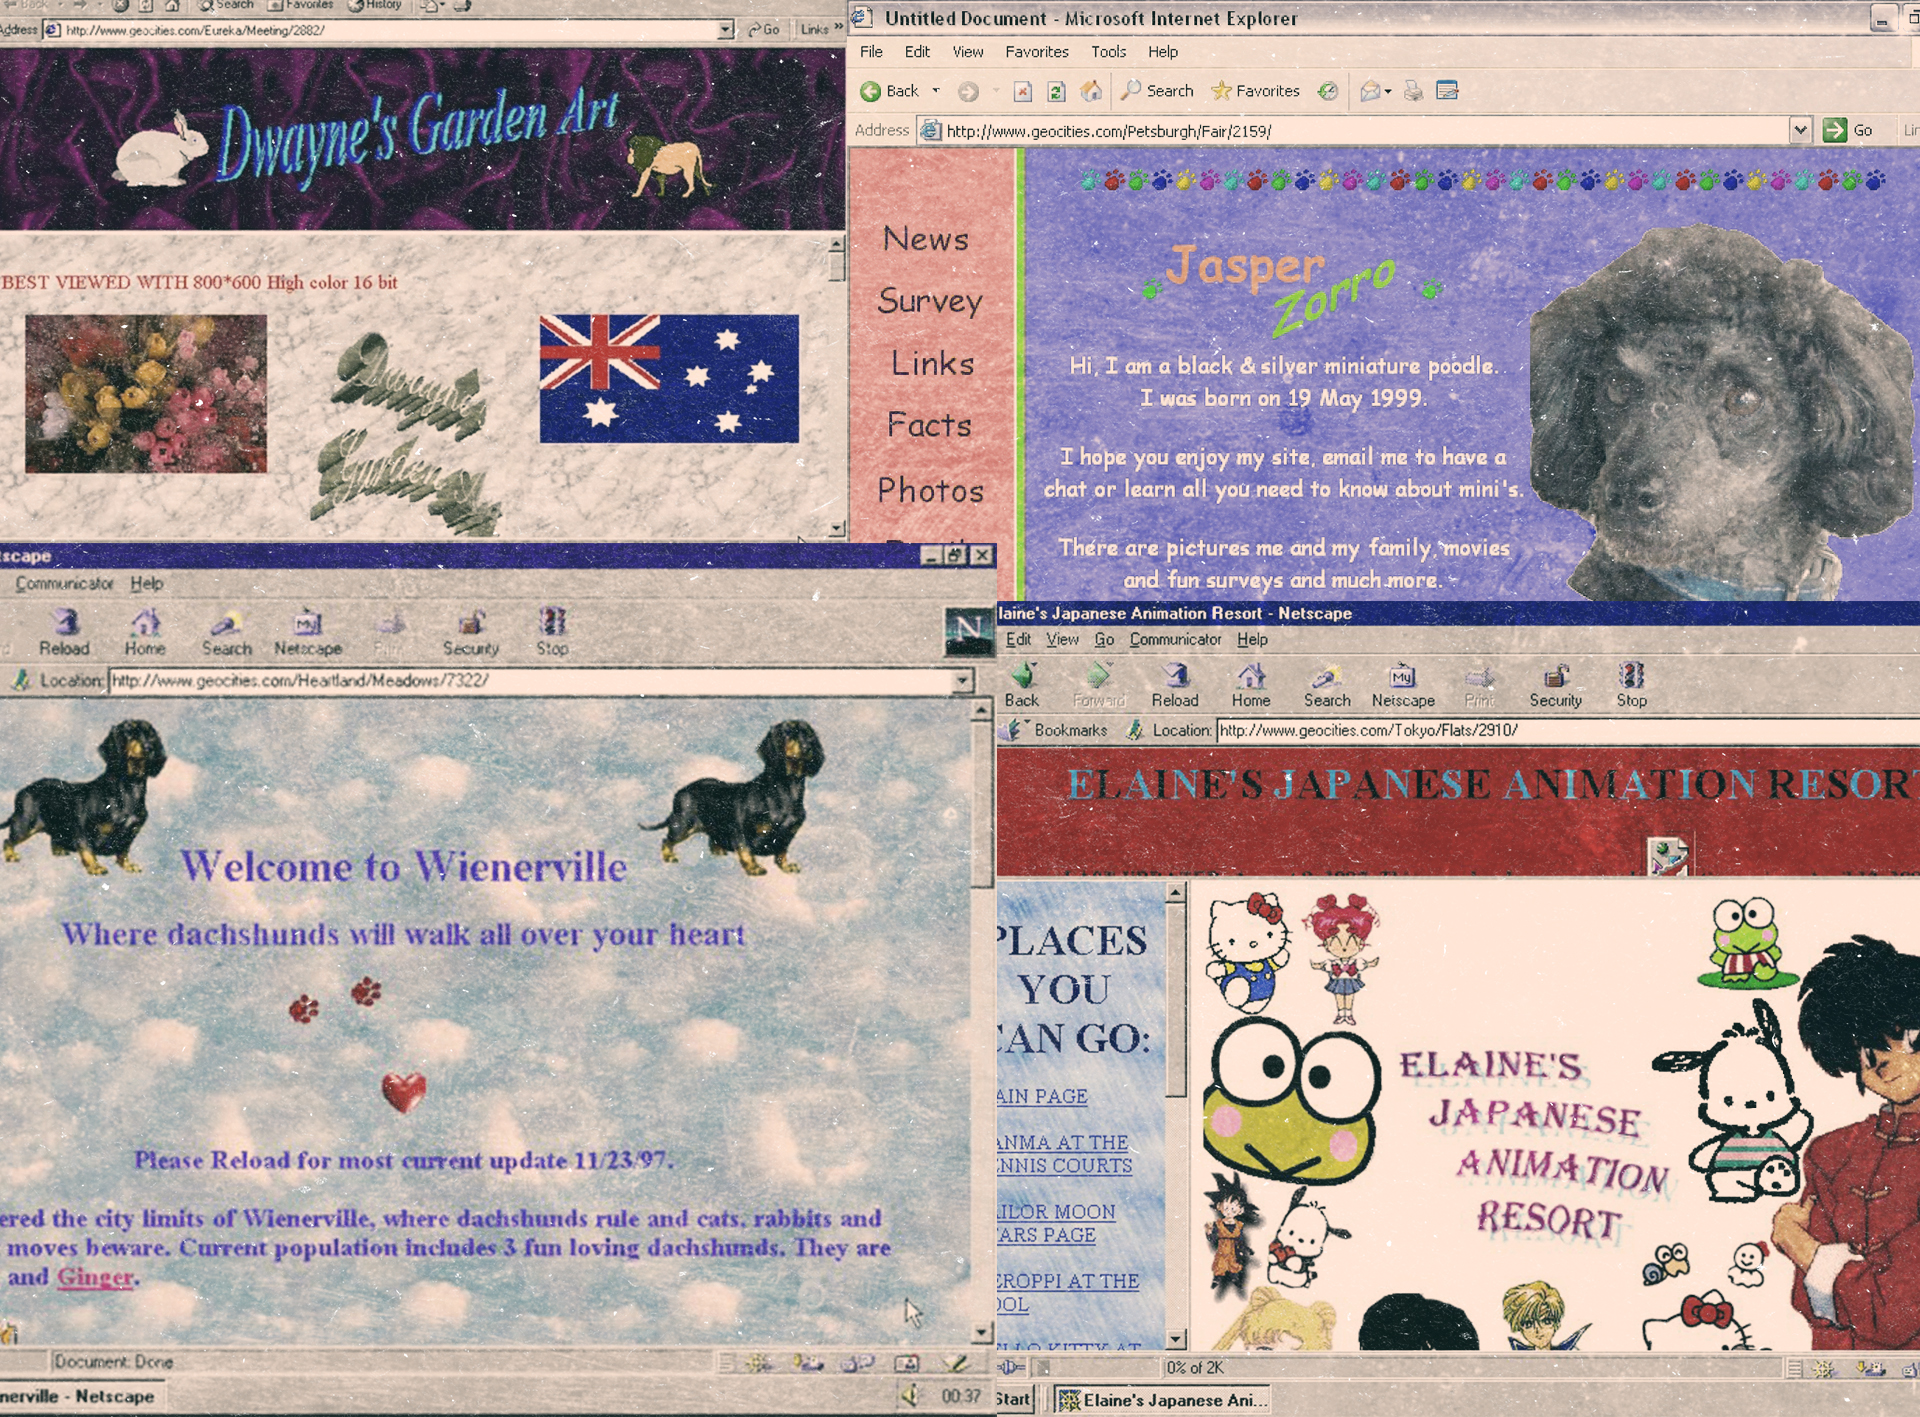 Back
Search
Favorites
History
Address http://www.geocities.com/Eureka/Meeting/2882/
Go
Links »
Dwayne's Garden Art
BEST VIEWED WITH 800*600 High color 16 bit
Dwayne's
Garden
Untitled Document - Microsoft Internet Explorer
File Edit View Favorites Tools Help
Back
Search
Favorites
Address http://www.geocities.com/Petsburgh/Fair/2159/
Go
News
Survey
Links
Facts
Photos
Jasper
Zorro
Hi, I am a black & silver miniature poodle.
I was born on 19 May 1999.
I hope you enjoy my site, email me to have a
chat or learn all you need to know about mini's.
There are pictures me and my family, movies
and fun surveys and much more.
scape
Communicator Help
Reload Home Search Netscape Print Security Stop
N
Location: http://www.geocities.com/Heartland/Meadows/7322/
Welcome to Wienerville
Where dachshunds will walk all over your heart
Please Reload for most current update 11/23/97.
ered the city limits of Wienerville, where dachshunds rule and cats, rabbits and
moves beware. Current population includes 3 fun loving dachshunds. They are
and Ginger.
Document: Done
nerville - Netscape
00:37
laine's Japanese Animation Resort - Netscape
Edit View Go Communicator Help
Back Forward Reload Home Search Netscape Print Security Stop
Bookmarks Location: http://www.geocities.com/Tokyo/Flats/2910/
ELAINE'S JAPANESE ANIMATION RESORT
PLACES
YOU
CAN GO:
AIN PAGE
ANMA AT THE
ENNIS COURTS
AILOR MOON
EARS PAGE
EROPPI AT THE
OOL
ELLO KITTY AT
ELAINE'S
JAPANESE
ANIMATION
RESORT
0% of 2K
Start
Elaine's Japanese Ani...